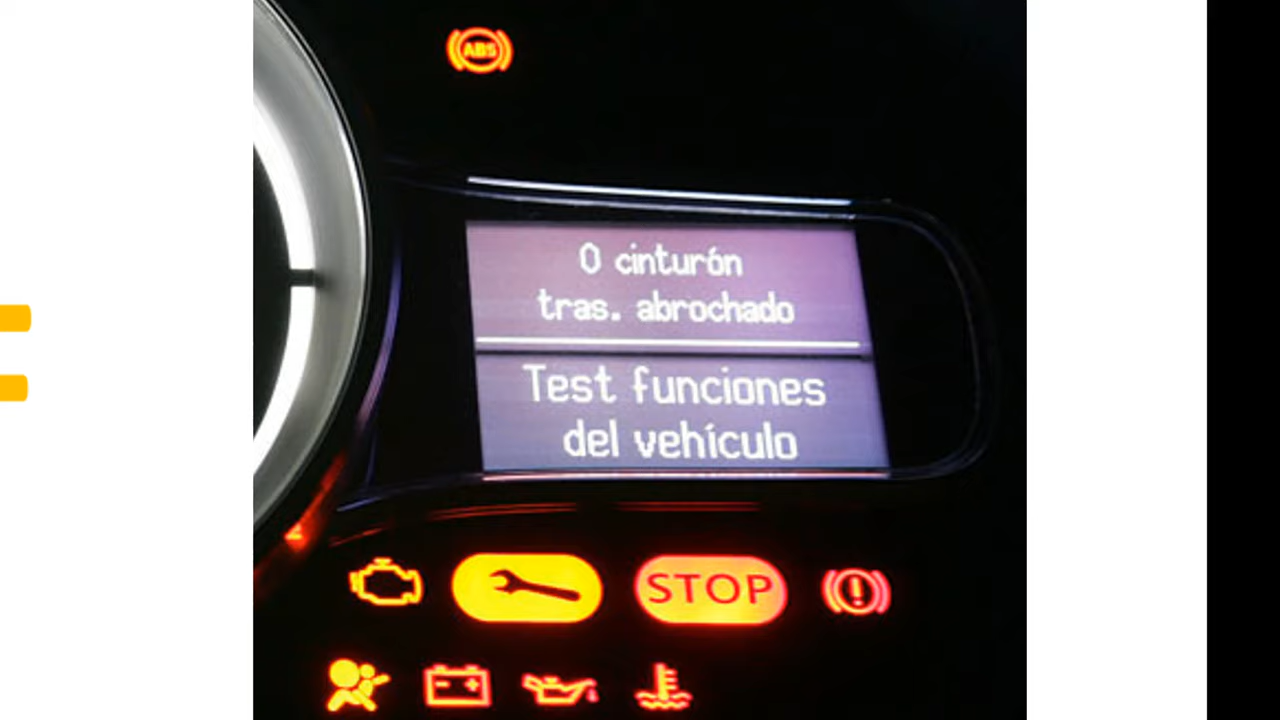 ABS
0 cinturón
tras. abrochado
Test funciones
del vehículo
STOP